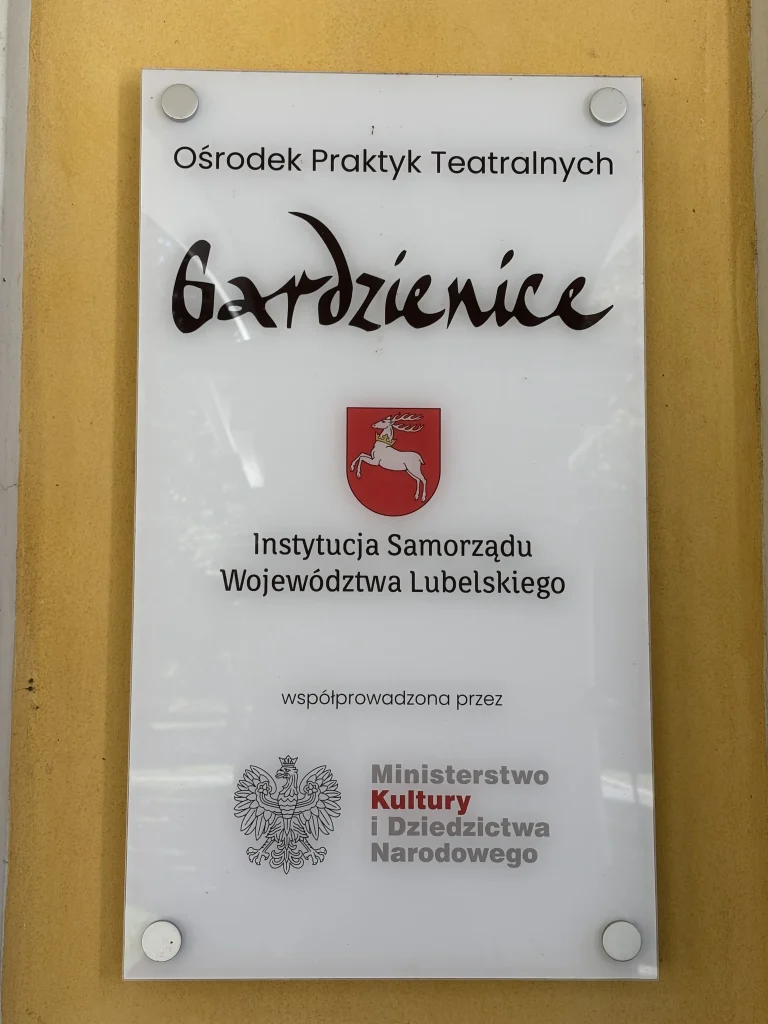 Ośrodek Praktyk Teatralnych
Gardzienice
Instytucja Samorządu
Województwa Lubelskiego
współprowadzona przez
Ministerstwo
Kultury
i Dziedzictwa
Narodowego